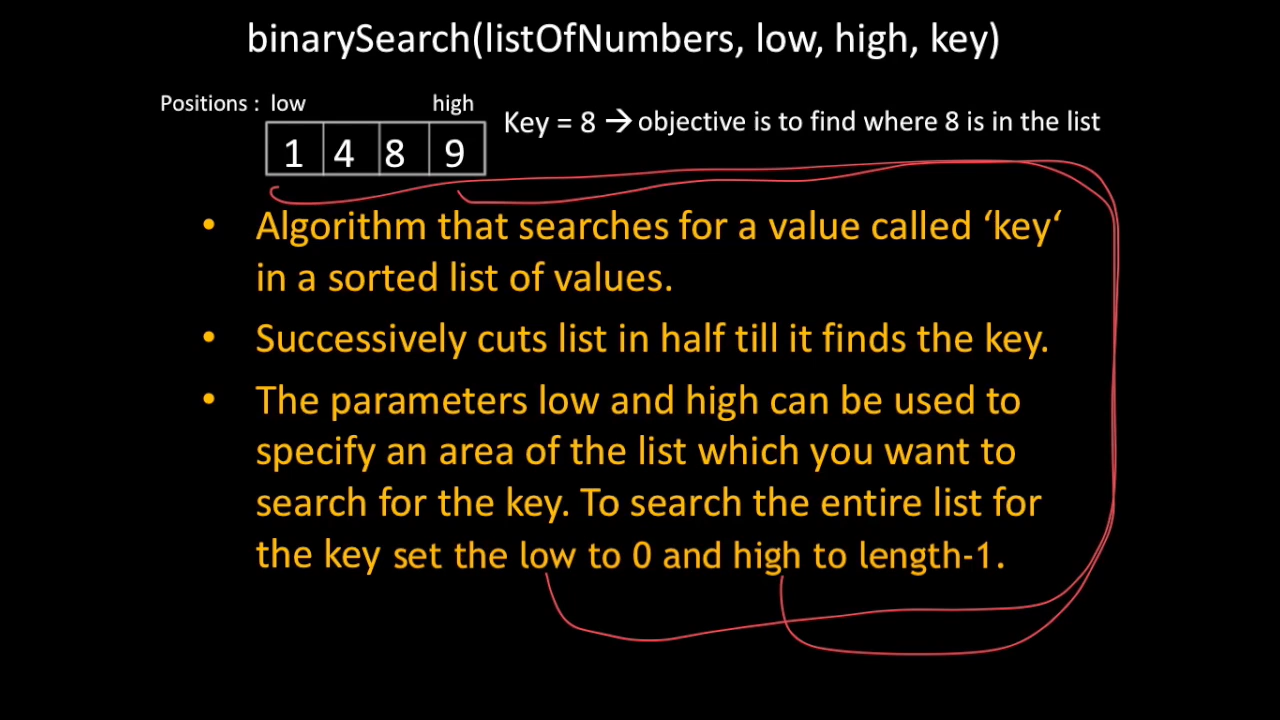 binarySearch(listOfNumbers, low, high, key)
Positions : low high
1 4 8 9
Key = 8 → objective is to find where 8 is in the list
• Algorithm that searches for a value called ‘key‘
in a sorted list of values.
• Successively cuts list in half till it finds the key.
• The parameters low and high can be used to
specify an area of the list which you want to
search for the key. To search the entire list for
the key set the low to 0 and high to length-1.